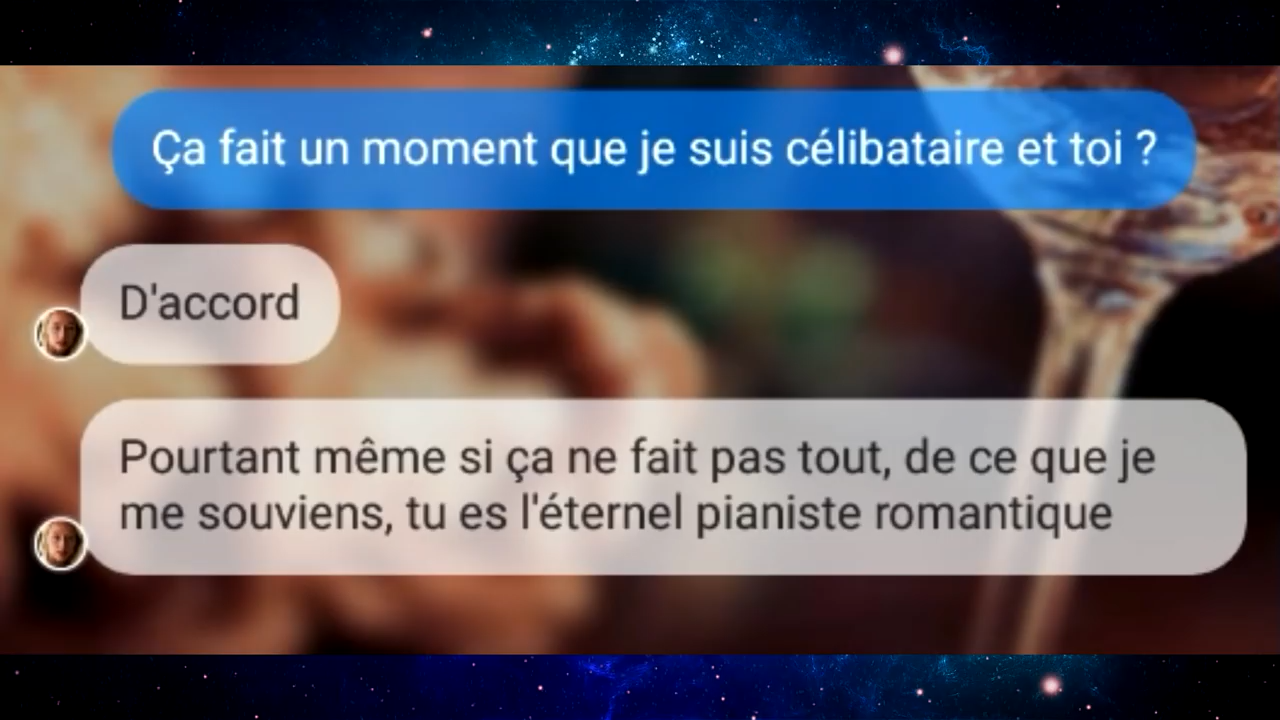 Ça fait un moment que je suis célibataire et toi ?
D'accord
Pourtant même si ça ne fait pas tout, de ce que je
me souviens, tu es l'éternel pianiste romantique